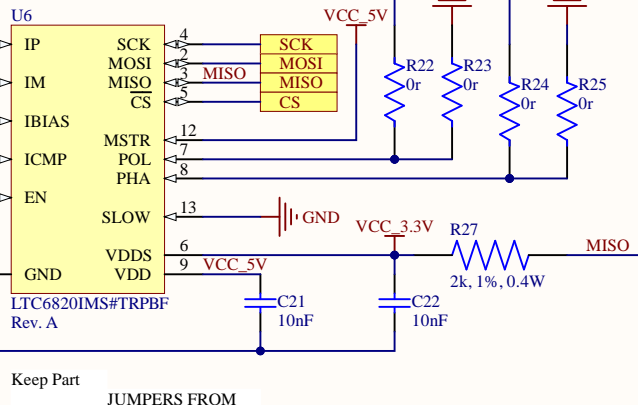 U6
VCC_5V
IP
SCK
4
SCK
MOSI
2
MOSI
R22
0r
R23
0r
IM
MISO
3
MISO
MISO
CS
5
CS
R24
0r
R25
0r
IBIAS
MSTR
12
ICMP
POL
7
PHA
8
EN
SLOW
13
GND
VCC_3.3V
R27
VDDS
6
MISO
GND
VDD
9
VCC_5V
2k, 1%, 0.4W
LTC6820IMS#TRPBF
Rev. A
C21
10nF
C22
10nF
Keep Part
JUMPERS FROM